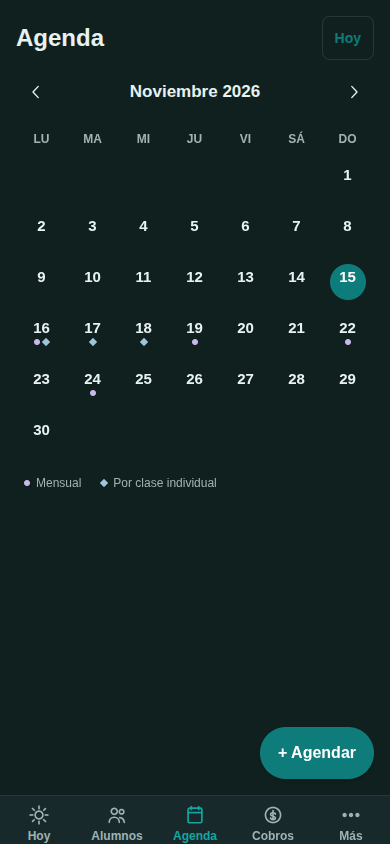 Agenda
Hoy
Noviembre 2026
LU MA MI JU VI SÁ DO
1
2 3 4 5 6 7 8
9 10 11 12 13 14 15
16 17 18 19 20 21 22
23 24 25 26 27 28 29
30
Mensual Por clase individual
+ Agendar
Hoy Alumnos Agenda Cobros Más